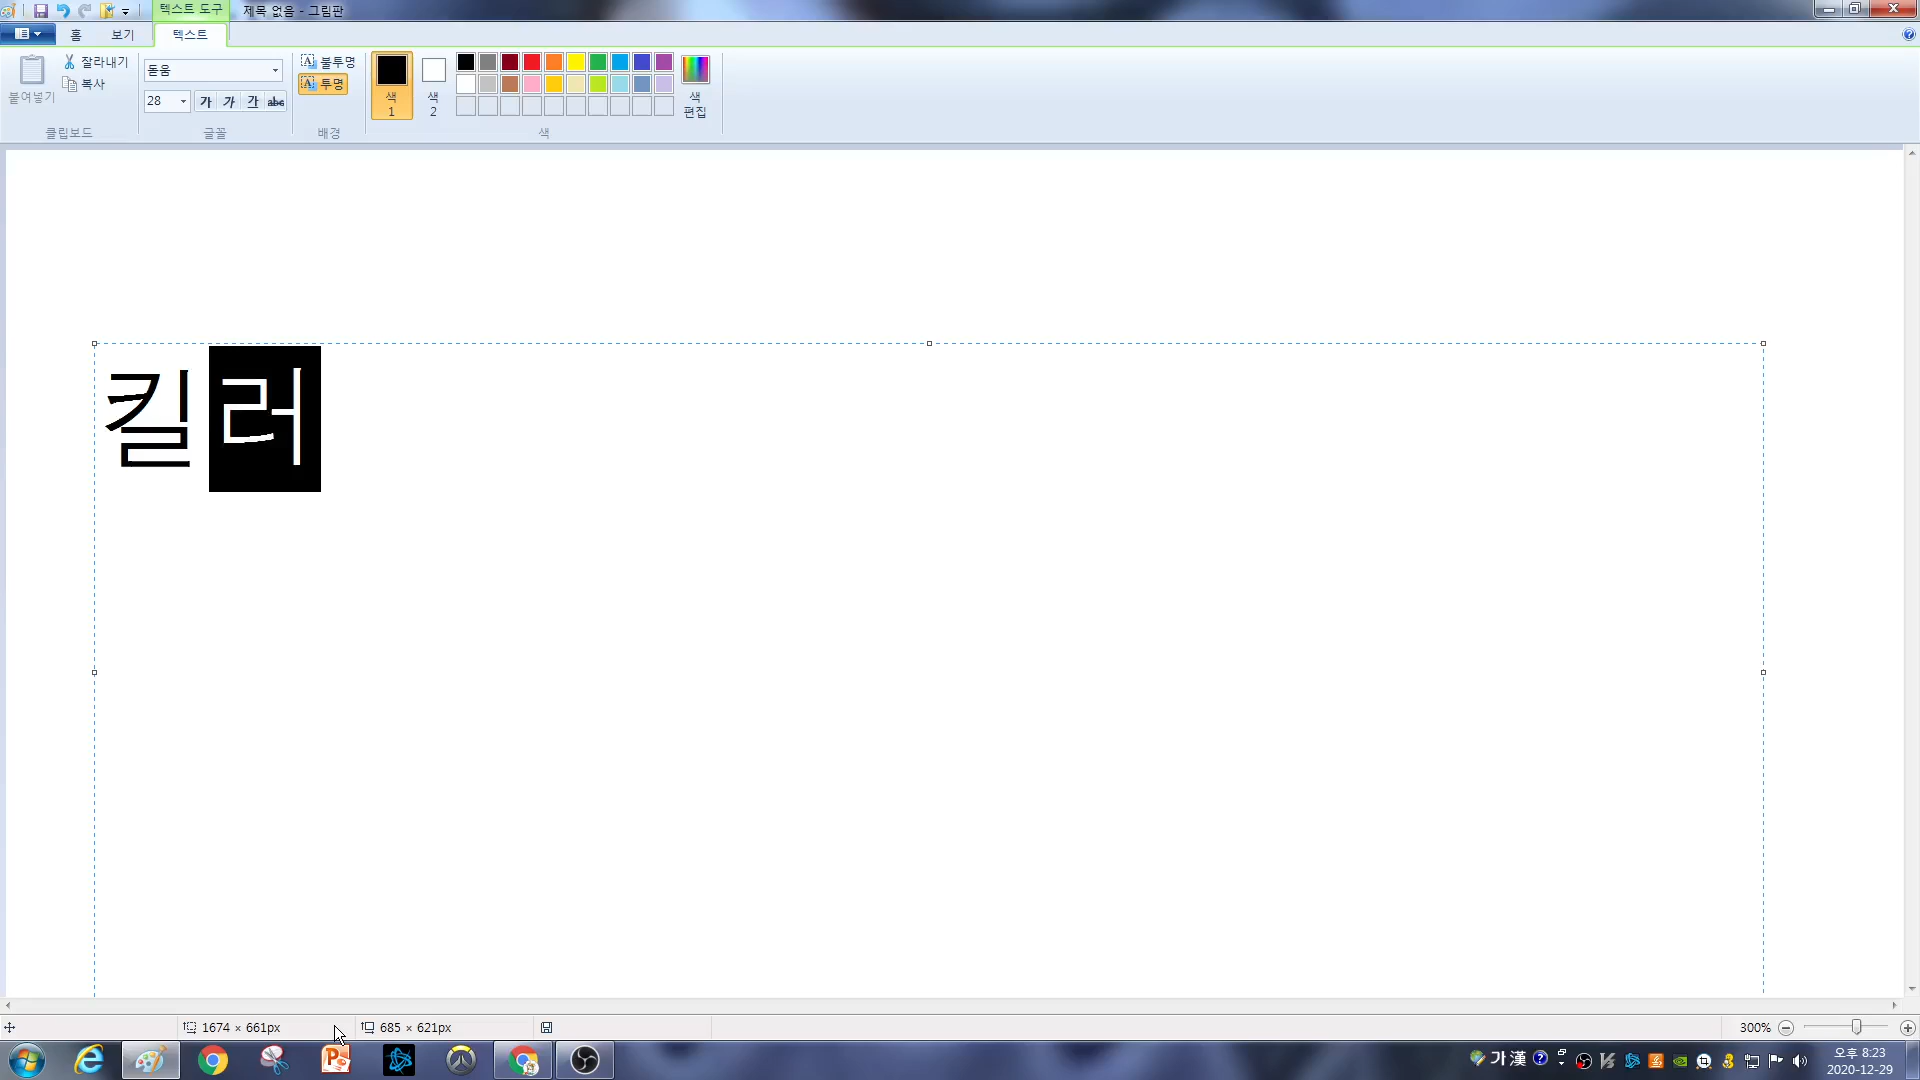 텍스트 도구
제목 없음 - 그림판
홈
보기
텍스트
붙여넣기
잘라내기
복사
클립보드
돋움
28
가 가 가 abc
글꼴
불투명
투명
배경
색
1
색
2
색
편집
색
킬러
1674 × 661px
685 × 621px
300%
가 漢
오후 8:23
2020-12-29